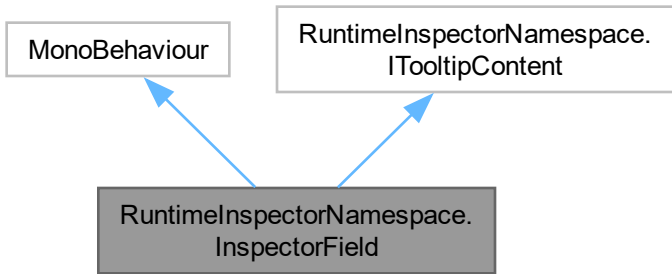 MonoBehaviour
RuntimeInspectorNamespace.
ITooltipContent
RuntimeInspectorNamespace.
InspectorField